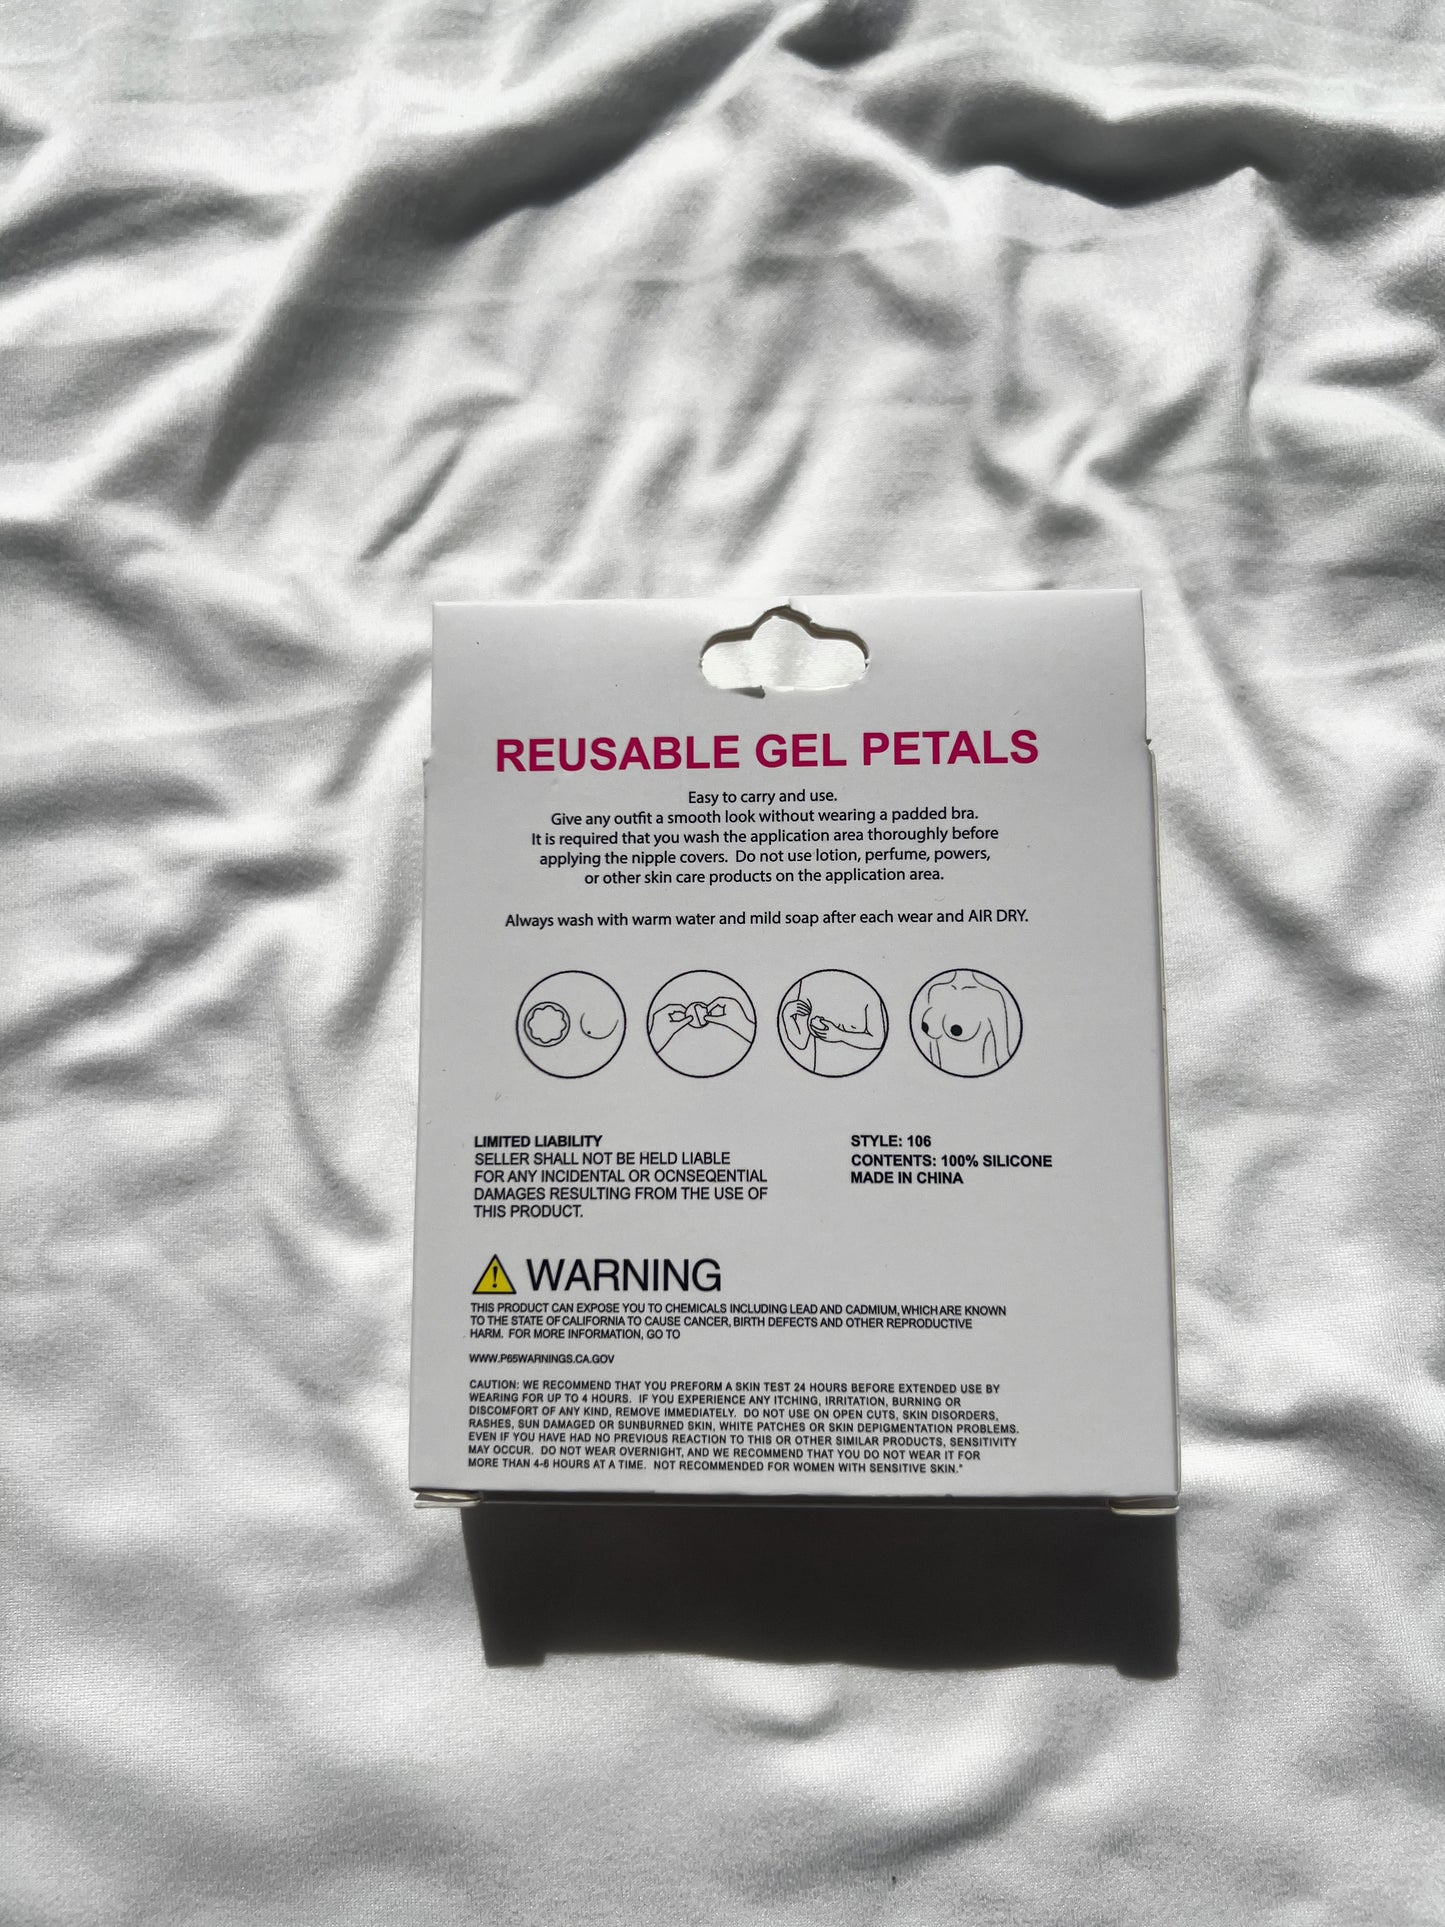 REUSABLE GEL PETALS
Easy to carry and use.
Give any outfit a smooth look without wearing a padded bra.
It is required that you wash the application area thoroughly before
applying the nipple covers. Do not use lotion, perfume, powers,
or other skin care products on the application area.
Always wash with warm water and mild soap after each wear and AIR DRY.
LIMITED LIABILITY
SELLER SHALL NOT BE HELD LIABLE
FOR ANY INCIDENTAL OR OCNSEQENTIAL
DAMAGES RESULTING FROM THE USE OF
THIS PRODUCT.
STYLE: 106
CONTENTS: 100% SILICONE
MADE IN CHINA
WARNING
THIS PRODUCT CAN EXPOSE YOU TO CHEMICALS INCLUDING LEAD AND CADMIUM, WHICH ARE KNOWN
TO THE STATE OF CALIFORNIA TO CAUSE CANCER, BIRTH DEFECTS AND OTHER REPRODUCTIVE
HARM. FOR MORE INFORMATION, GO TO
WWW.P65WARNINGS.CA.GOV
CAUTION: WE RECOMMEND THAT YOU PREFORM A SKIN TEST 24 HOURS BEFORE EXTENDED USE BY
WEARING FOR UP TO 4 HOURS. IF YOU EXPERIENCE ANY ITCHING, IRRITATION, BURNING OR
DISCOMFORT OF ANY KIND, REMOVE IMMEDIATELY. DO NOT USE ON OPEN CUTS, SKIN DISORDERS,
RASHES, SUN DAMAGED OR SUNBURNED SKIN, WHITE PATCHES OR SKIN DEPIGMENTATION PROBLEMS.
EVEN IF YOU HAVE HAD NO PREVIOUS REACTION TO THIS OR OTHER SIMILAR PRODUCTS, SENSITIVITY
MAY OCCUR. DO NOT WEAR OVERNIGHT, AND WE RECOMMEND THAT YOU DO NOT WEAR IT FOR
MORE THAN 4-6 HOURS AT A TIME. NOT RECOMMENDED FOR WOMEN WITH SENSITIVE SKIN.*